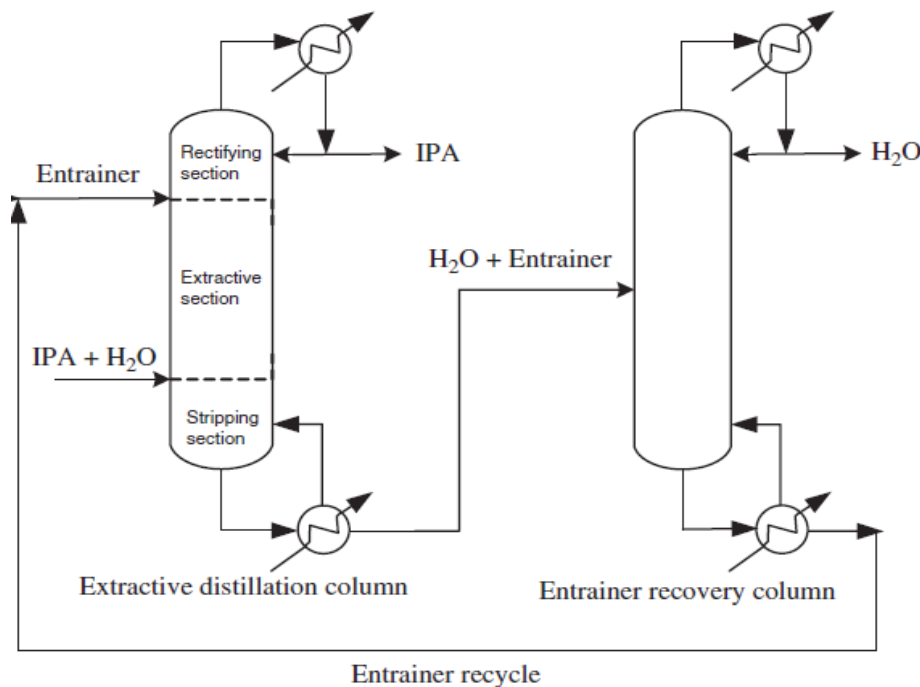 Rectifying
section
IPA
H₂O
Entrainer
Extractive
section
H₂O + Entrainer
IPA + H₂O
Stripping
section
Extractive distillation column
Entrainer recovery column
Entrainer recycle